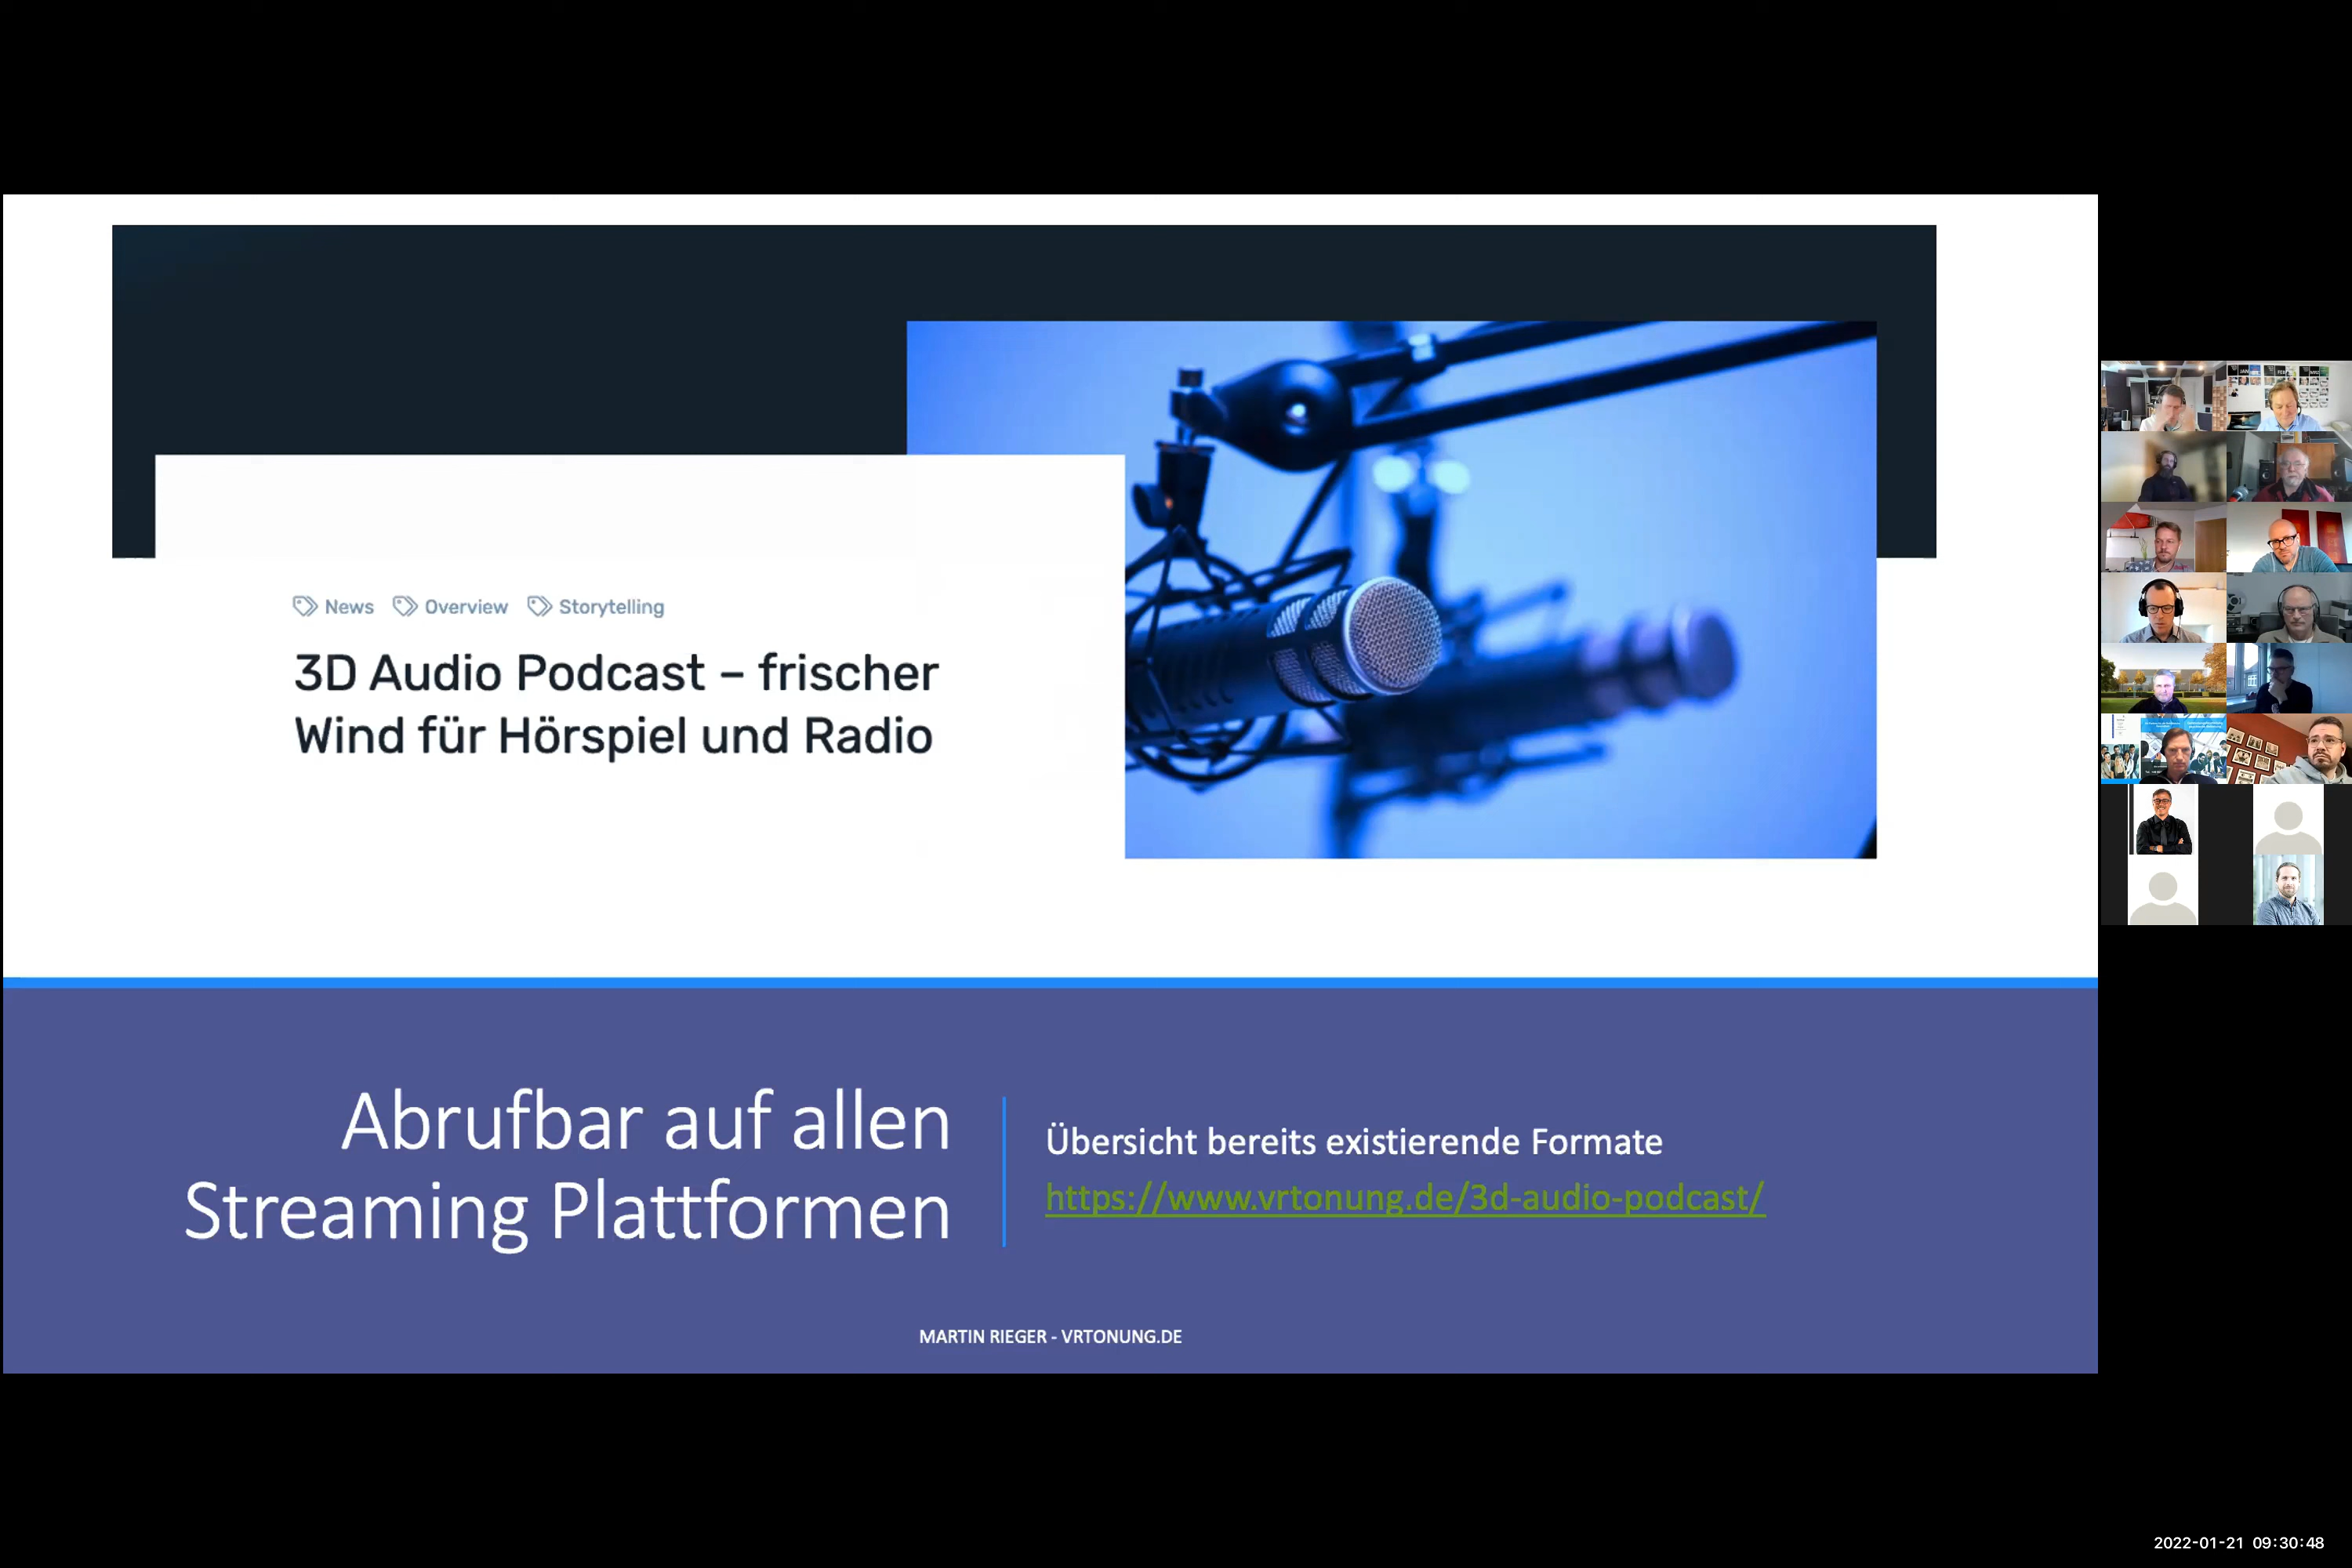 News Overview Storytelling
3D Audio Podcast – frischer
Wind für Hörspiel und Radio
Abrufbar auf allen
Streaming Plattformen
Übersicht bereits existierende Formate
https://www.vrtonung.de/3d-audio-podcast/
MARTIN RIEGER - VRTONUNG.DE
2022-01-21 09:30:48